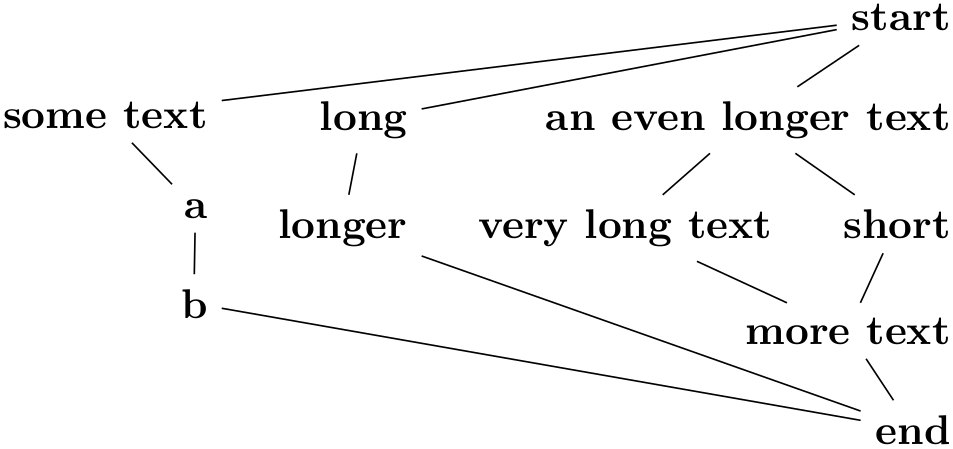 start
some text long an even longer text
a
longer very long text short
b
more text
end